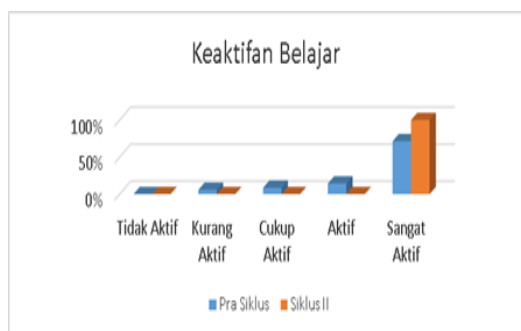 Keaktifan Belajar
100%
50%
0%
Tidak Aktif
Kurang
Aktif
Cukup
Aktif
Aktif
Sangat
Aktif
Pra Siklus
Siklus II